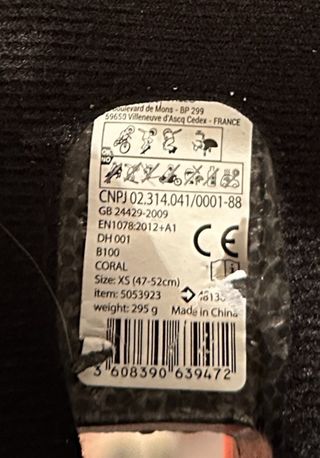 oulevard de Mons - BP 299
59650 Villeneuve d'Ascq Cedex - FRANCE
CNPJ 02.314.041/0001-88
GB 24429-2009
EN1078:2012+A1
DH 001
B100
CORAL
CE
Size: XS (47-52cm)
item: 5053923
weight: 295 g
Made in China
3 608390 639472